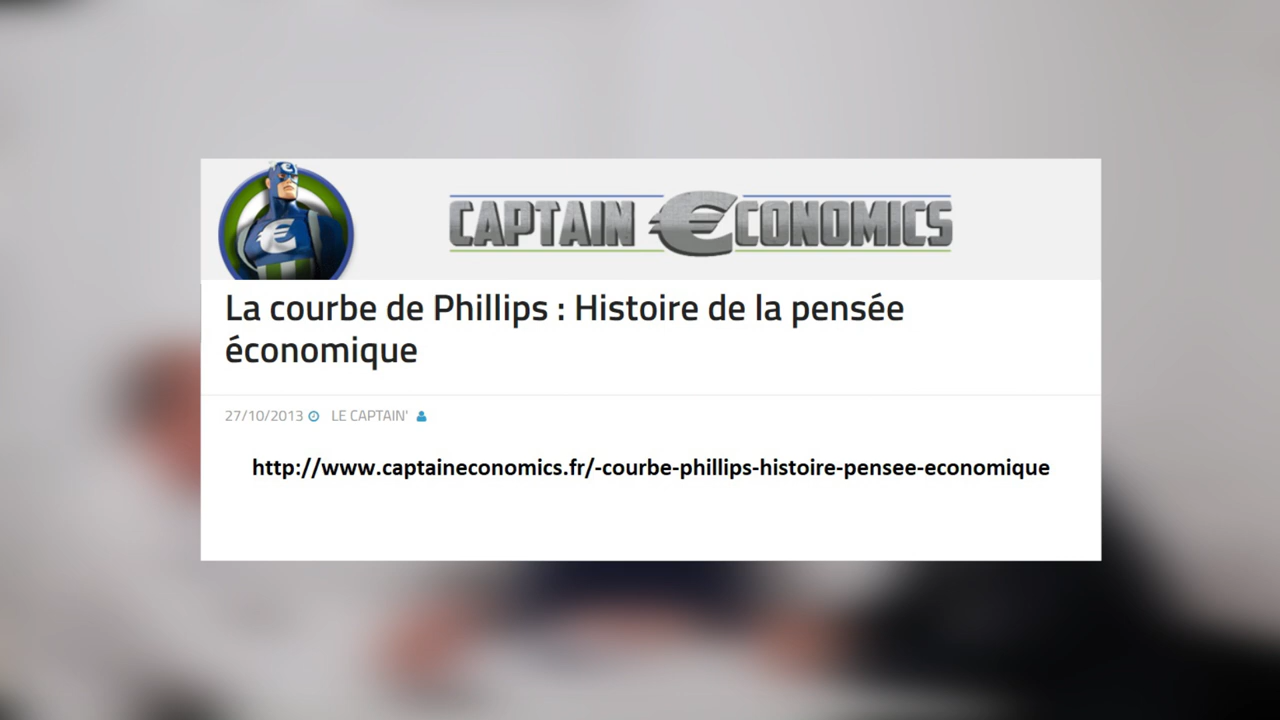 CAPTAIN €CONOMICS
La courbe de Phillips : Histoire de la pensée
économique
27/10/2013 LE CAPTAIN'
http://www.captaineconomics.fr/-courbe-phillips-histoire-pensee-economique